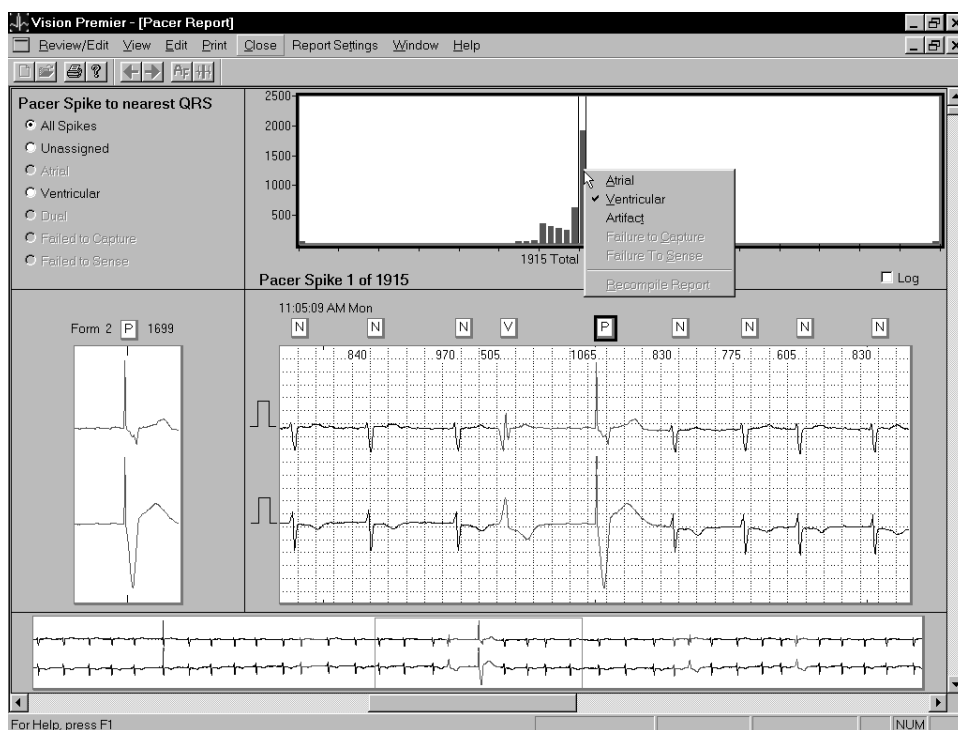 Vision Premier - [Pacer Report]
Review/Edit View Edit Print Close Report Settings Window Help
Pacer Spike to nearest QRS
All Spikes
Unassigned
Atrial
Ventricular
Dual
Failed to Capture
Failed to Sense
2500
2000
1500
1000
500
1915 Total
Atrial
Ventricular
Artifact
Failure to Capture
Failure To Sense
Recompile Report
Pacer Spike 1 of 1915
Log
Form 2 P 1699
11:05:09 AM Mon
N N N V P N N N N
840 970 505 1065 830 775 605 830
For Help, press F1
NUM